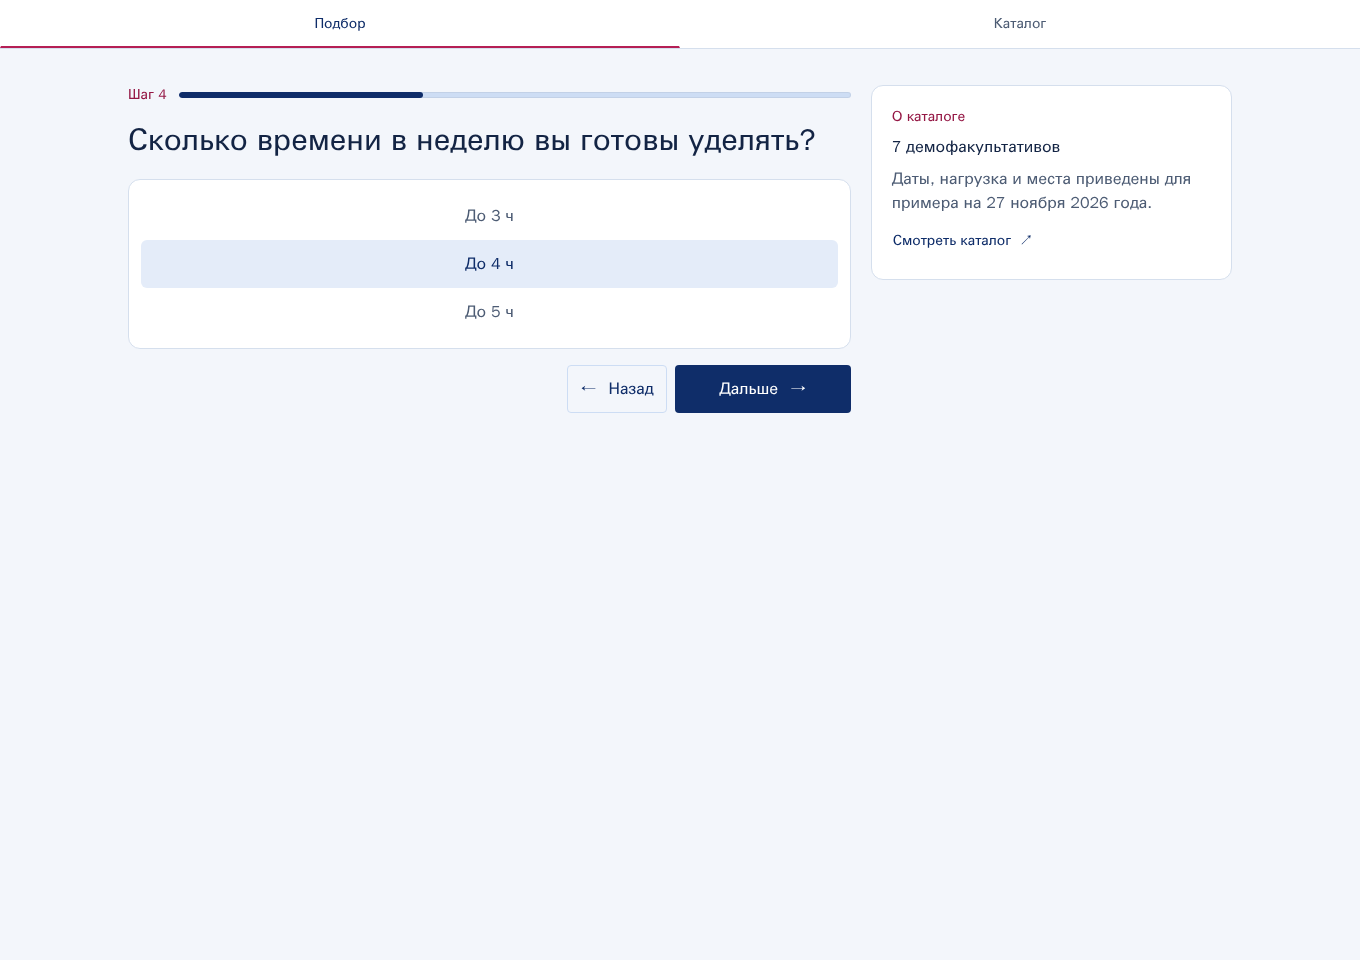 Подбор
Каталог
Шаг 4
Сколько времени в неделю вы готовы уделять?
До 3 ч
До 4 ч
До 5 ч
← Назад
Дальше →
О каталоге
7 демофакультативов
Даты, нагрузка и места приведены для
примера на 27 ноября 2026 года.
Смотреть каталог ↗